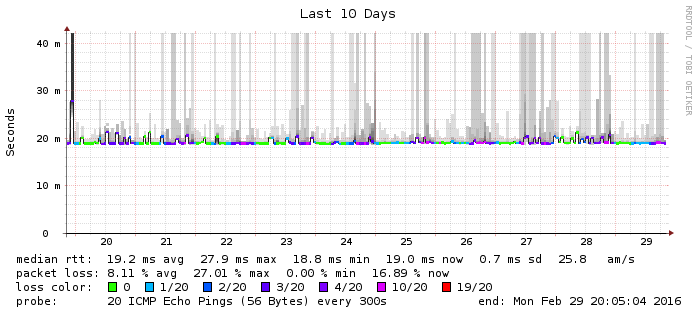 Last 10 Days
RRDTOOL / TOBI OETIKER
Seconds
40 m
30 m
20 m
10 m
0
20 21 22 23 24 25 26 27 28 29
median rtt: 19.2 ms avg 27.9 ms max 18.8 ms min 19.0 ms now 0.7 ms sd 25.8 am/s
packet loss: 8.11 % avg 27.01 % max 0.00 % min 16.89 % now
loss color: 0 1/20 2/20 3/20 4/20 10/20 19/20
probe: 20 ICMP Echo Pings (56 Bytes) every 300s end: Mon Feb 29 20:05:04 2016